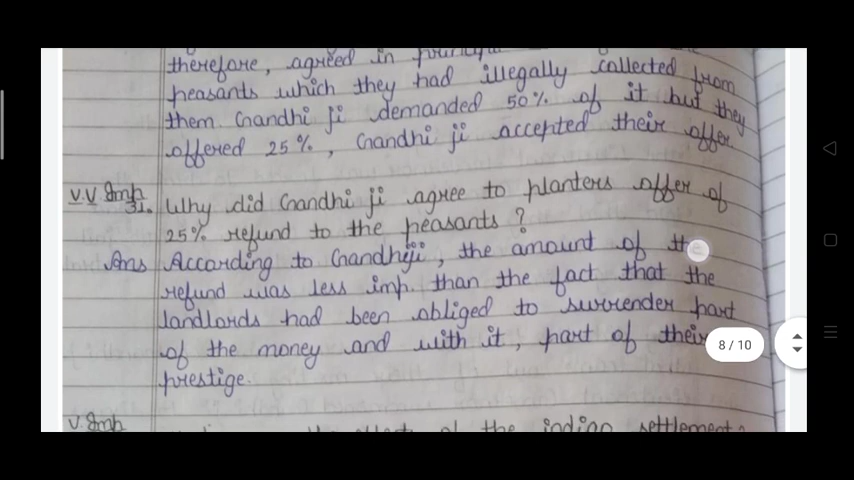 therefore, agreed in
peasants which they had illegally collected from
them. Gandhi ji demanded 50% of it but they
offered 25%, Gandhi ji accepted their offer.
V.V Imp
31. Why did Gandhi ji agree to planters offer of
25% refund to the peasants?
Ans According to Gandhiji, the amount of the
refund was less imp. than the fact that the
landlords had been obliged to surrender part
of the money and with it, part of their
8 / 10
prestige.
V. Imp
of the indigo settlement?